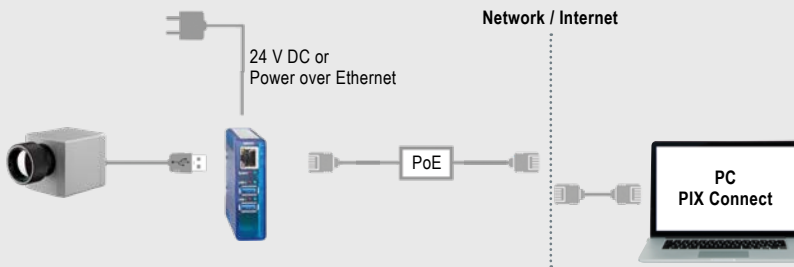 Network / Internet
24 V DC or
Power over Ethernet
PoE
PC
PIX Connect